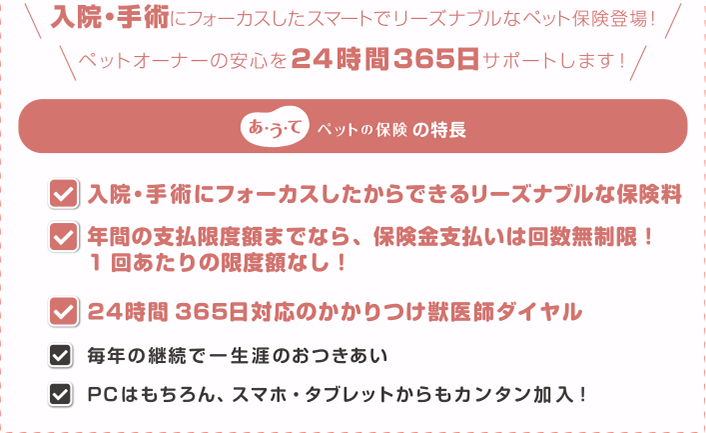 入院・手術にフォーカスしたスマートでリーズナブルなペット保険登場！
ペットオーナーの安心を24時間365日サポートします！
あ・う・て ペットの保険 の特長
入院・手術にフォーカスしたからできるリーズナブルな保険料
年間の支払限度額までなら、保険金支払いは回数無制限！
1回あたりの限度額なし！
24時間365日対応のかかりつけ獣医師ダイヤル
毎年の継続で一生涯のおつきあい
PCはもちろん、スマホ・タブレットからもカンタン加入！